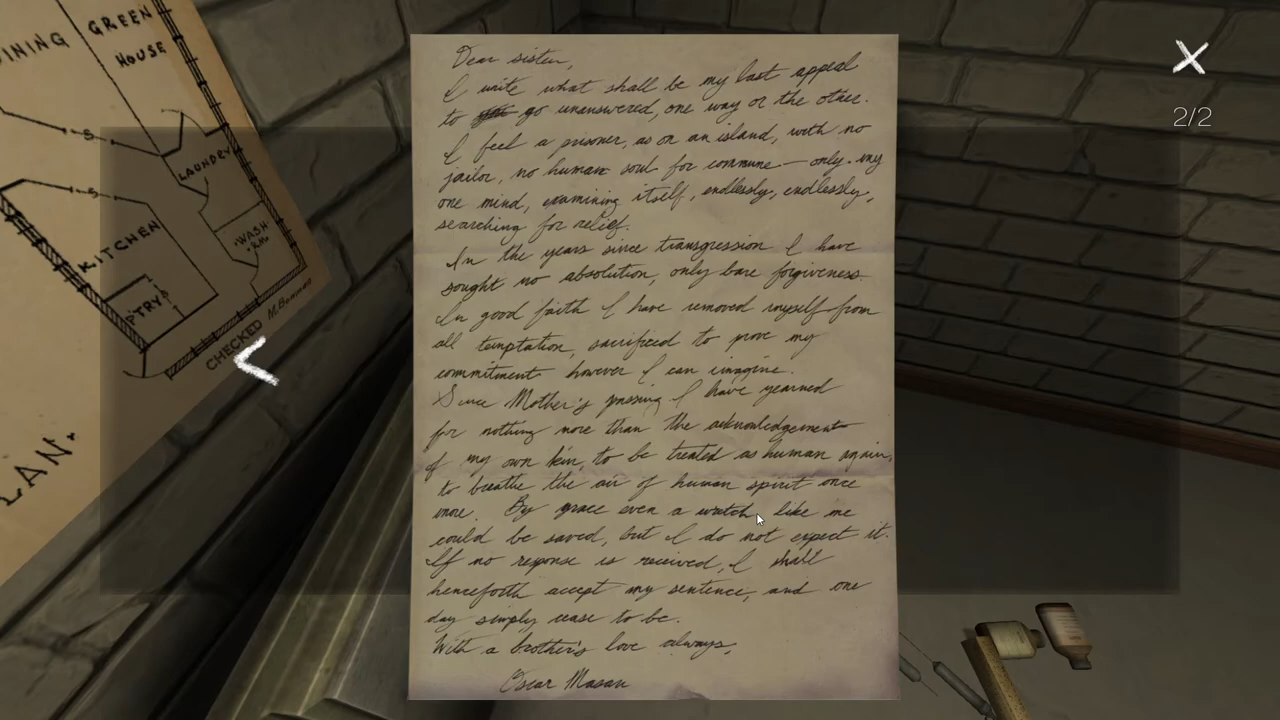 DINING
GREEN
HOUSE
S
LAUNDRY
S
KITCHEN
WASH
RM.
PTRY
CHECKED M. Bowman
LAN.
2/2
Dear sister,
I write what shall be my last appeal
to go unanswered, one way or the other.
I feel a prisoner, as on an island, with no
jailor, no human soul for commune — only my
one mind, examining itself, endlessly, endlessly,
searching for relief.
In the years since transgression I have
sought no absolution, only bare forgiveness.
In good faith I have removed myself from
all temptation, sacrificed to prove my
commitment however I can imagine.
Since Mother's passing I have yearned
for nothing more than the acknowledgement
of my own kin, to be treated as human again,
to breathe the air of human spirit once
more. By grace even a wretch like me
could be saved, but I do not expect it.
If no response is received, I shall
henceforth accept my sentence, and one
day simply cease to be.
With a brother's love always,
Oscar Masan